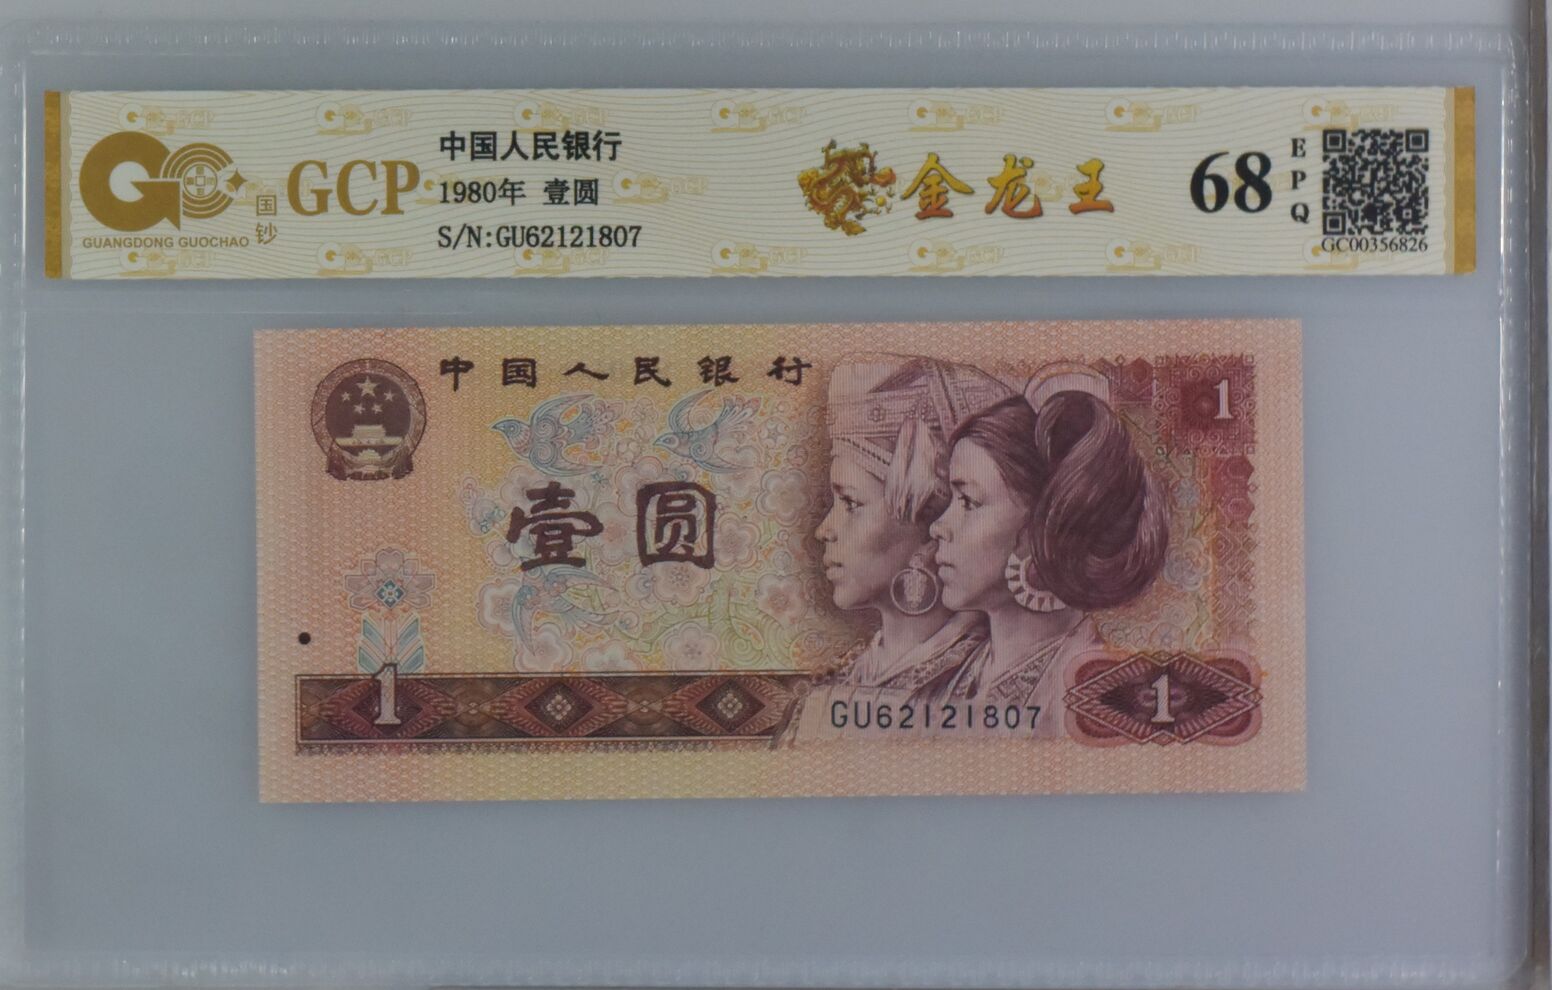 GUANGDONG GUOCHAO
国钞
GCP
中国人民银行
1980年 壹圆
S/N:GU62121807
金龙王
68
EPQ
GC00356826
中国人民银行
1
壹圆
1
GU62121807
1